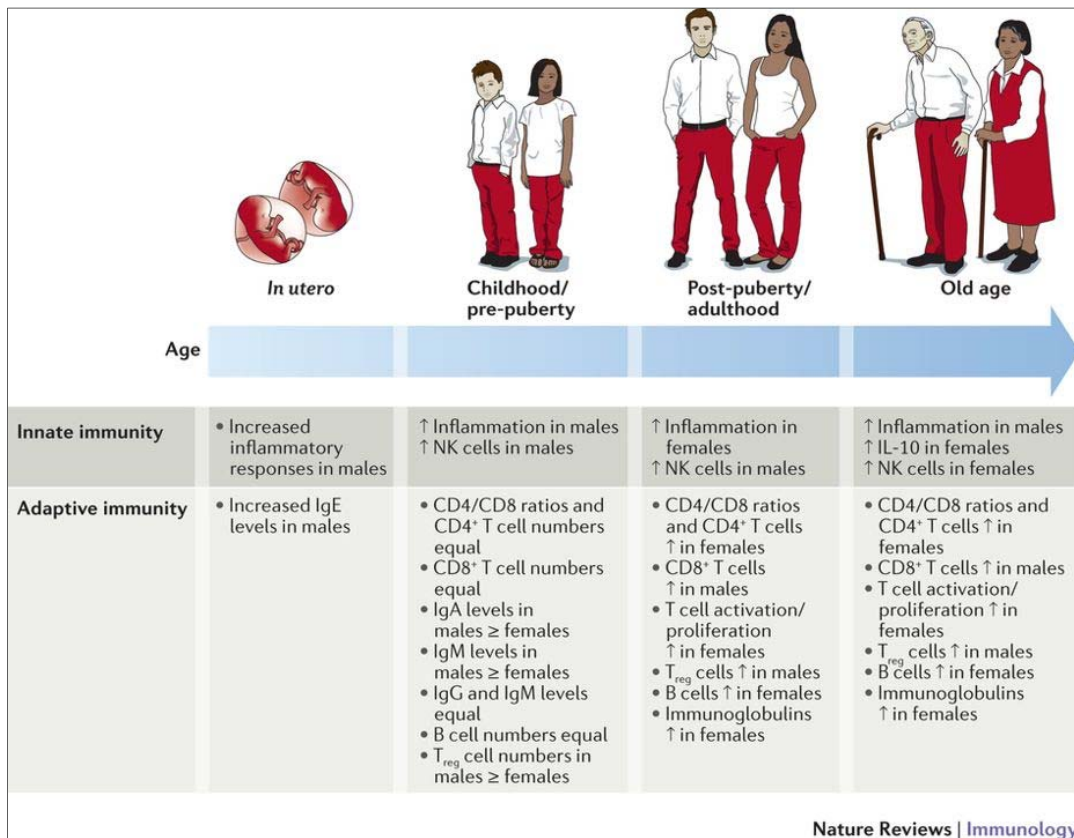 In utero
Childhood/
pre-puberty
Post-puberty/
adulthood
Old age
Age
Innate immunity
• Increased
inflammatory
responses in males
↑ Inflammation in males
↑ NK cells in males
↑ Inflammation in
females
↑ NK cells in males
↑ Inflammation in males
↑ IL-10 in females
↑ NK cells in females
Adaptive immunity
• Increased IgE
levels in males
• CD4/CD8 ratios and
CD4⁺ T cell numbers
equal
• CD8⁺ T cell numbers
equal
• IgA levels in
males ≥ females
• IgM levels in
males ≥ females
• IgG and IgM levels
equal
• B cell numbers equal
• Treg cell numbers in
males ≥ females
• CD4/CD8 ratios
and CD4⁺ T cells
↑ in females
• CD8⁺ T cells
↑ in males
• T cell activation/
proliferation
↑ in females
• Treg cells ↑ in males
• B cells ↑ in females
• Immunoglobulins
↑ in females
• CD4/CD8 ratios and
CD4⁺ T cells ↑ in
females
• CD8⁺ T cells ↑ in males
• T cell activation/
proliferation ↑ in
females
• Treg cells ↑ in males
• B cells ↑ in females
• Immunoglobulins
↑ in females
Nature Reviews | Immunology